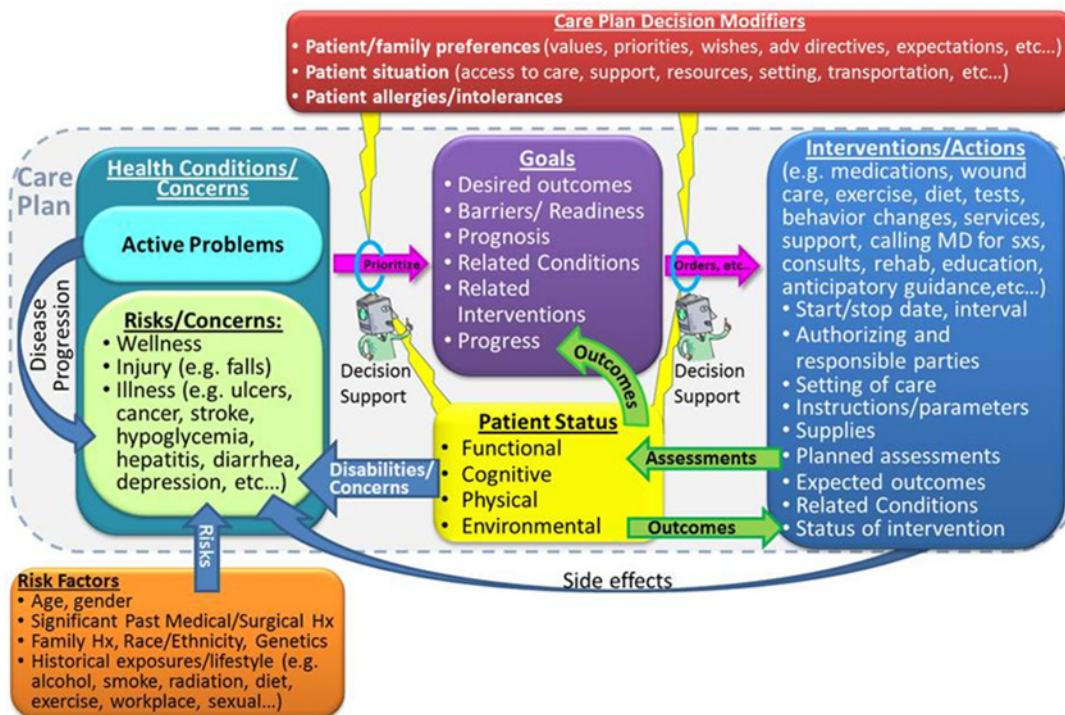 Care Plan Decision Modifiers
• Patient/family preferences (values, priorities, wishes, adv directives, expectations, etc...)
• Patient situation (access to care, support, resources, setting, transportation, etc...)
• Patient allergies/intolerances
Care
Plan
Health Conditions/
Concerns
Active Problems
Disease
Progression
Risks/Concerns:
• Wellness
• Injury (e.g. falls)
• Illness (e.g. ulcers,
cancer, stroke,
hypoglycemia,
hepatitis, diarrhea,
depression, etc...)
Prioritize
Decision
Support
Goals
• Desired outcomes
• Barriers/ Readiness
• Prognosis
• Related Conditions
• Related
Interventions
• Progress
Outcomes
Orders, etc..
Decision
Support
Interventions/Actions
(e.g. medications, wound
care, exercise, diet, tests,
behavior changes, services,
support, calling MD for sxs,
consults, rehab, education,
anticipatory guidance,etc...)
• Start/stop date, interval
• Authorizing and
responsible parties
• Setting of care
• Instructions/parameters
• Supplies
• Planned assessments
• Expected outcomes
• Related Conditions
• Status of intervention
Patient Status
• Functional
• Cognitive
• Physical
• Environmental
Disabilities/
Concerns
Assessments
Outcomes
Risks
Side effects
Risk Factors
• Age, gender
• Significant Past Medical/Surgical Hx
• Family Hx, Race/Ethnicity, Genetics
• Historical exposures/lifestyle (e.g.
alcohol, smoke, radiation, diet,
exercise, workplace, sexual...)